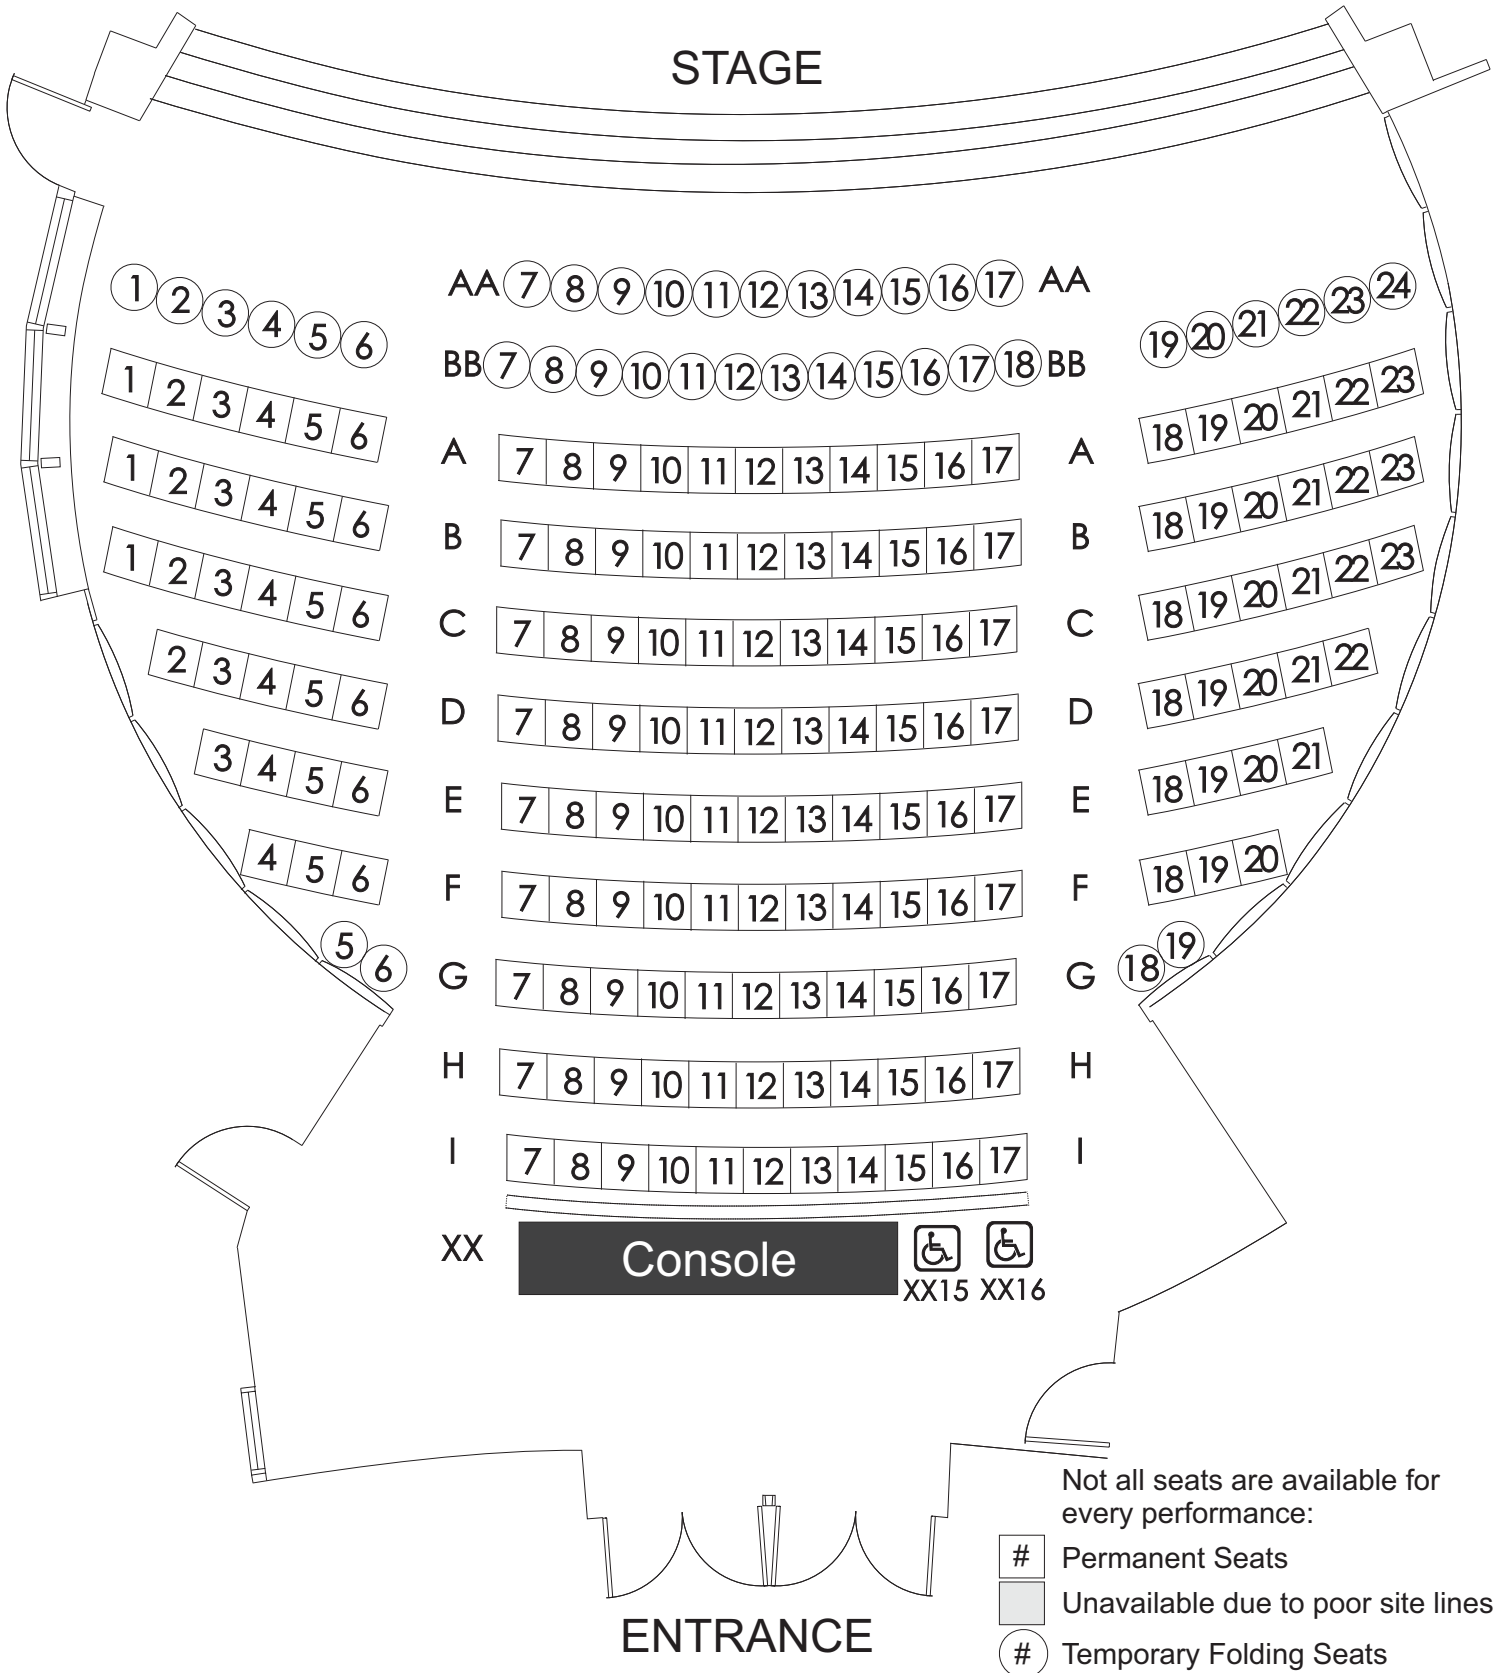 STAGE
1 2 3 4 5 6 AA 7 8 9 10 11 12 13 14 15 16 17 AA 19 20 21 22 23 24
BB 7 8 9 10 11 12 13 14 15 16 17 18 BB
1 2 3 4 5 6 A 7 8 9 10 11 12 13 14 15 16 17 A 18 19 20 21 22 23
1 2 3 4 5 6 B 7 8 9 10 11 12 13 14 15 16 17 B 18 19 20 21 22 23
1 2 3 4 5 6 C 7 8 9 10 11 12 13 14 15 16 17 C 18 19 20 21 22 23
2 3 4 5 6 D 7 8 9 10 11 12 13 14 15 16 17 D 18 19 20 21 22
3 4 5 6 E 7 8 9 10 11 12 13 14 15 16 17 E 18 19 20 21
4 5 6 F 7 8 9 10 11 12 13 14 15 16 17 F 18 19 20
5 6 G 7 8 9 10 11 12 13 14 15 16 17 G 18 19
H 7 8 9 10 11 12 13 14 15 16 17 H
I 7 8 9 10 11 12 13 14 15 16 17 I
XX Console
XX15 XX16
Not all seats are available for
every performance:
# Permanent Seats
Unavailable due to poor site lines
# Temporary Folding Seats
ENTRANCE